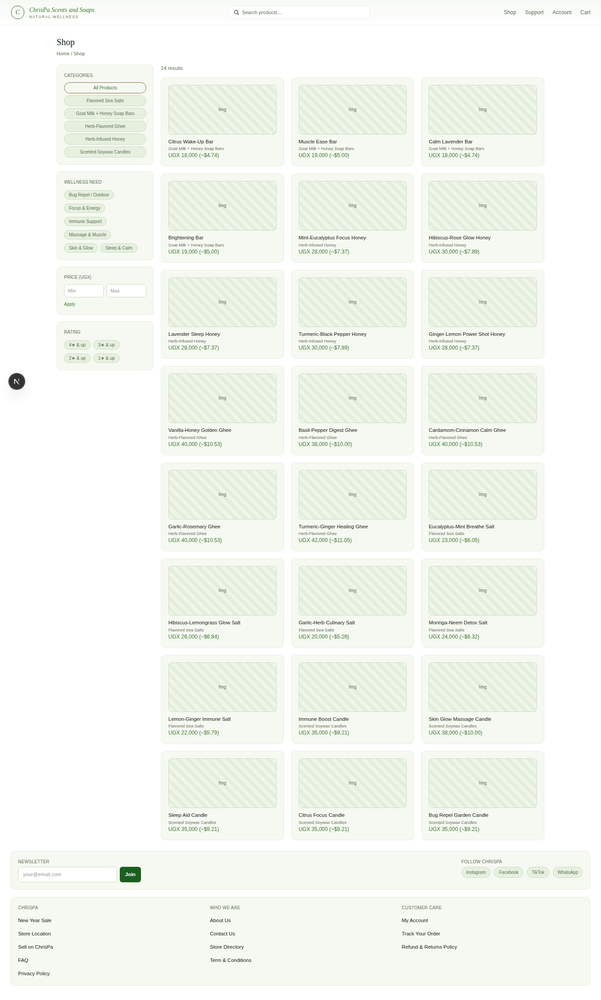 C
ChrisPa Scents and Soaps
NATURAL WELLNESS
Search products…
Shop
Support
Account
Cart
Shop
Home / Shop
CATEGORIES
All Products
Flavored Sea Salts
Goat Milk + Honey Soap Bars
Herb-Flavored Ghee
Herb-Infused Honey
Scented Soywax Candles
WELLNESS NEED
Bug Repel / Outdoor
Focus & Energy
Immune Support
Massage & Muscle
Skin & Glow
Sleep & Calm
PRICE (UGX)
Min
Max
Apply
RATING
4★ & up
3★ & up
2★ & up
1★ & up
N
24 results
Img
Citrus Wake-Up Bar
Goat Milk + Honey Soap Bars
UGX 18,000 (~$4.74)
Img
Muscle Ease Bar
Goat Milk + Honey Soap Bars
UGX 19,000 (~$5.00)
Img
Calm Lavender Bar
Goat Milk + Honey Soap Bars
UGX 18,000 (~$4.74)
Img
Brightening Bar
Goat Milk + Honey Soap Bars
UGX 19,000 (~$5.00)
Img
Mint-Eucalyptus Focus Honey
Herb-Infused Honey
UGX 28,000 (~$7.37)
Img
Hibiscus-Rose Glow Honey
Herb-Infused Honey
UGX 30,000 (~$7.89)
Img
Lavender Sleep Honey
Herb-Infused Honey
UGX 28,000 (~$7.37)
Img
Turmeric-Black Pepper Honey
Herb-Infused Honey
UGX 30,000 (~$7.89)
Img
Ginger-Lemon Power Shot Honey
Herb-Infused Honey
UGX 28,000 (~$7.37)
Img
Vanilla-Honey Golden Ghee
Herb-Flavored Ghee
UGX 40,000 (~$10.53)
Img
Basil-Pepper Digest Ghee
Herb-Flavored Ghee
UGX 38,000 (~$10.00)
Img
Cardamom-Cinnamon Calm Ghee
Herb-Flavored Ghee
UGX 40,000 (~$10.53)
Img
Garlic-Rosemary Ghee
Herb-Flavored Ghee
UGX 40,000 (~$10.53)
Img
Turmeric-Ginger Healing Ghee
Herb-Flavored Ghee
UGX 42,000 (~$11.05)
Img
Eucalyptus-Mint Breathe Salt
Flavored Sea Salts
UGX 23,000 (~$6.05)
Img
Hibiscus-Lemongrass Glow Salt
Flavored Sea Salts
UGX 26,000 (~$6.84)
Img
Garlic-Herb Culinary Salt
Flavored Sea Salts
UGX 20,000 (~$5.26)
Img
Moringa-Neem Detox Salt
Flavored Sea Salts
UGX 24,000 (~$6.32)
Img
Lemon-Ginger Immune Salt
Flavored Sea Salts
UGX 22,000 (~$5.79)
Img
Immune Boost Candle
Scented Soywax Candles
UGX 35,000 (~$9.21)
Img
Skin Glow Massage Candle
Scented Soywax Candles
UGX 38,000 (~$10.00)
Img
Sleep Aid Candle
Scented Soywax Candles
UGX 35,000 (~$9.21)
Img
Citrus Focus Candle
Scented Soywax Candles
UGX 35,000 (~$9.21)
Img
Bug Repel Garden Candle
Scented Soywax Candles
UGX 35,000 (~$9.21)
NEWSLETTER
your@email.com
Join
FOLLOW CHRISPA
Instagram
Facebook
TikTok
WhatsApp
CHRISPA
New Year Sale
Store Location
Sell on ChrisPa
FAQ
Privacy Policy
WHO WE ARE
About Us
Contact Us
Store Directory
Term & Conditions
CUSTOMER CARE
My Account
Track Your Order
Refund & Returns Policy